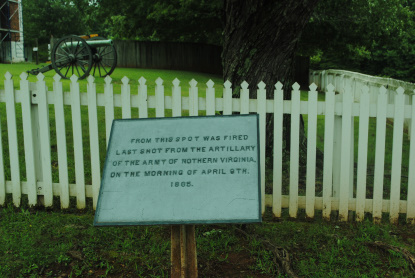 FROM THIS SPOT WAS FIRED
LAST SHOT FROM THE ARTILLARY
OF THE ARMY OF NOTHERN VIRGINIA,
ON THE MORNING OF APRIL 9TH,
1865.